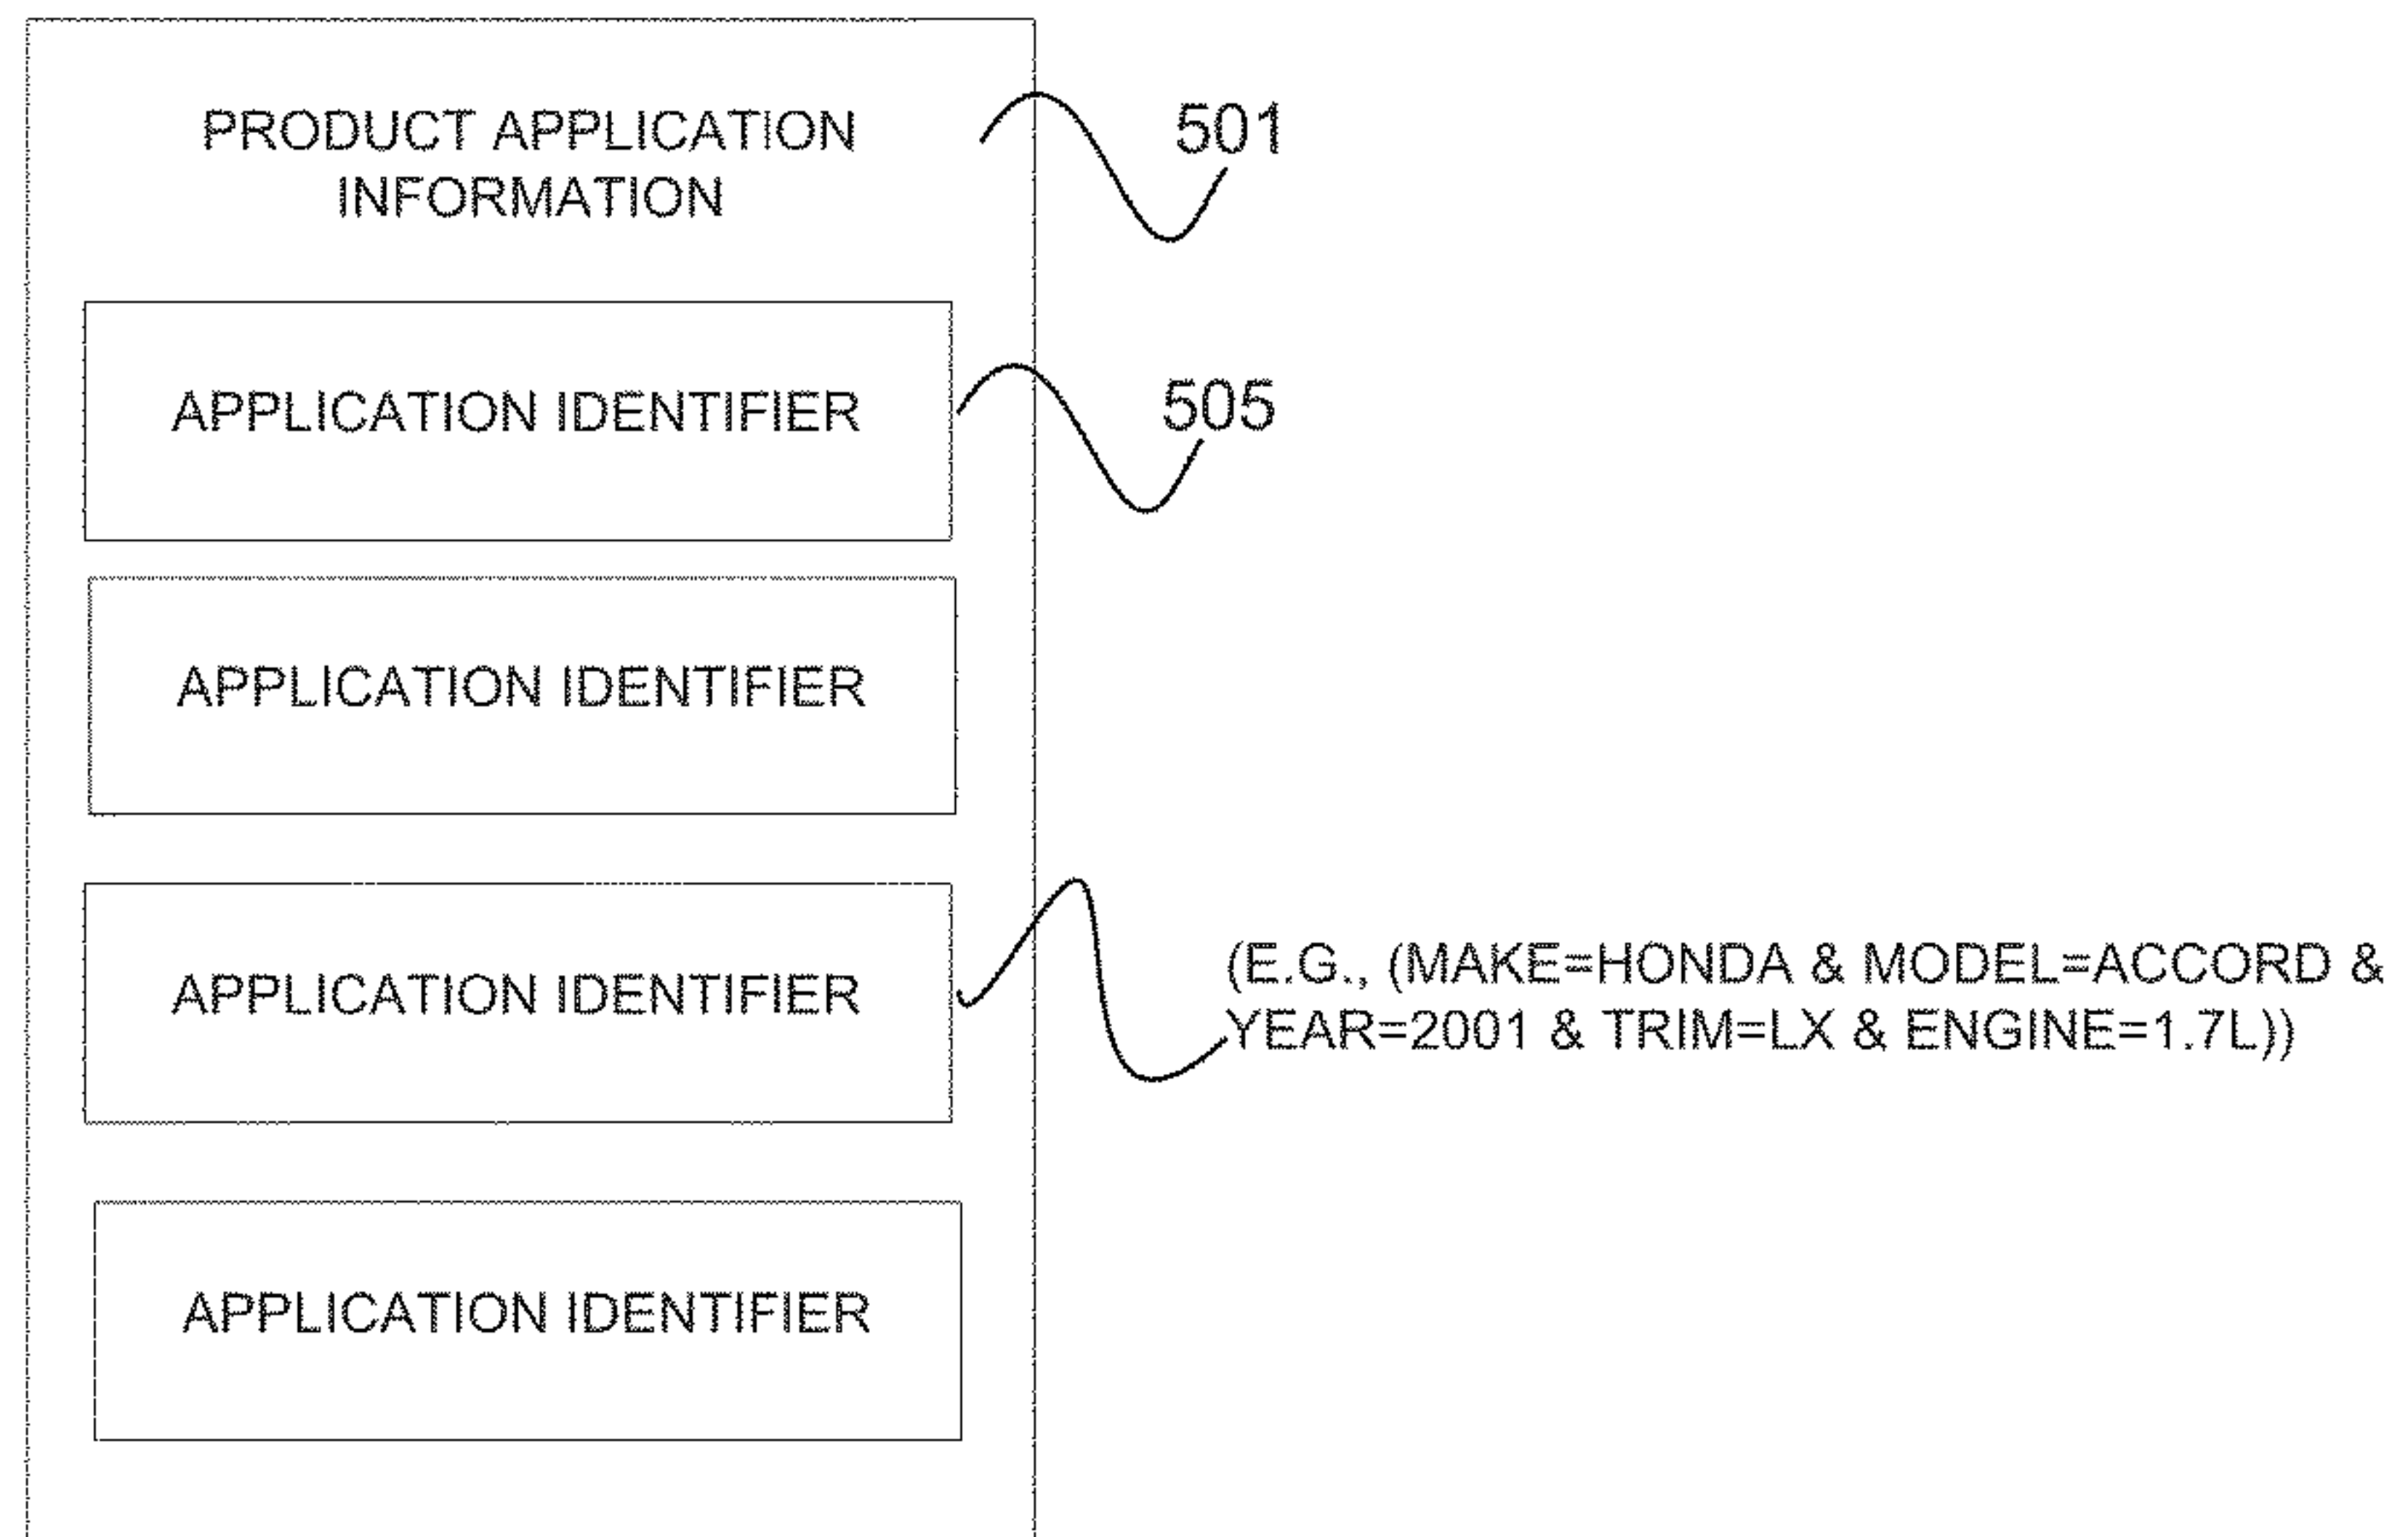 PRODUCT APPLICATION
INFORMATION
501
APPLICATION IDENTIFIER
505
APPLICATION IDENTIFIER
APPLICATION IDENTIFIER
(E.G., (MAKE=HONDA & MODEL=ACCORD &
YEAR=2001 & TRIM=LX & ENGINE=1.7L))
APPLICATION IDENTIFIER